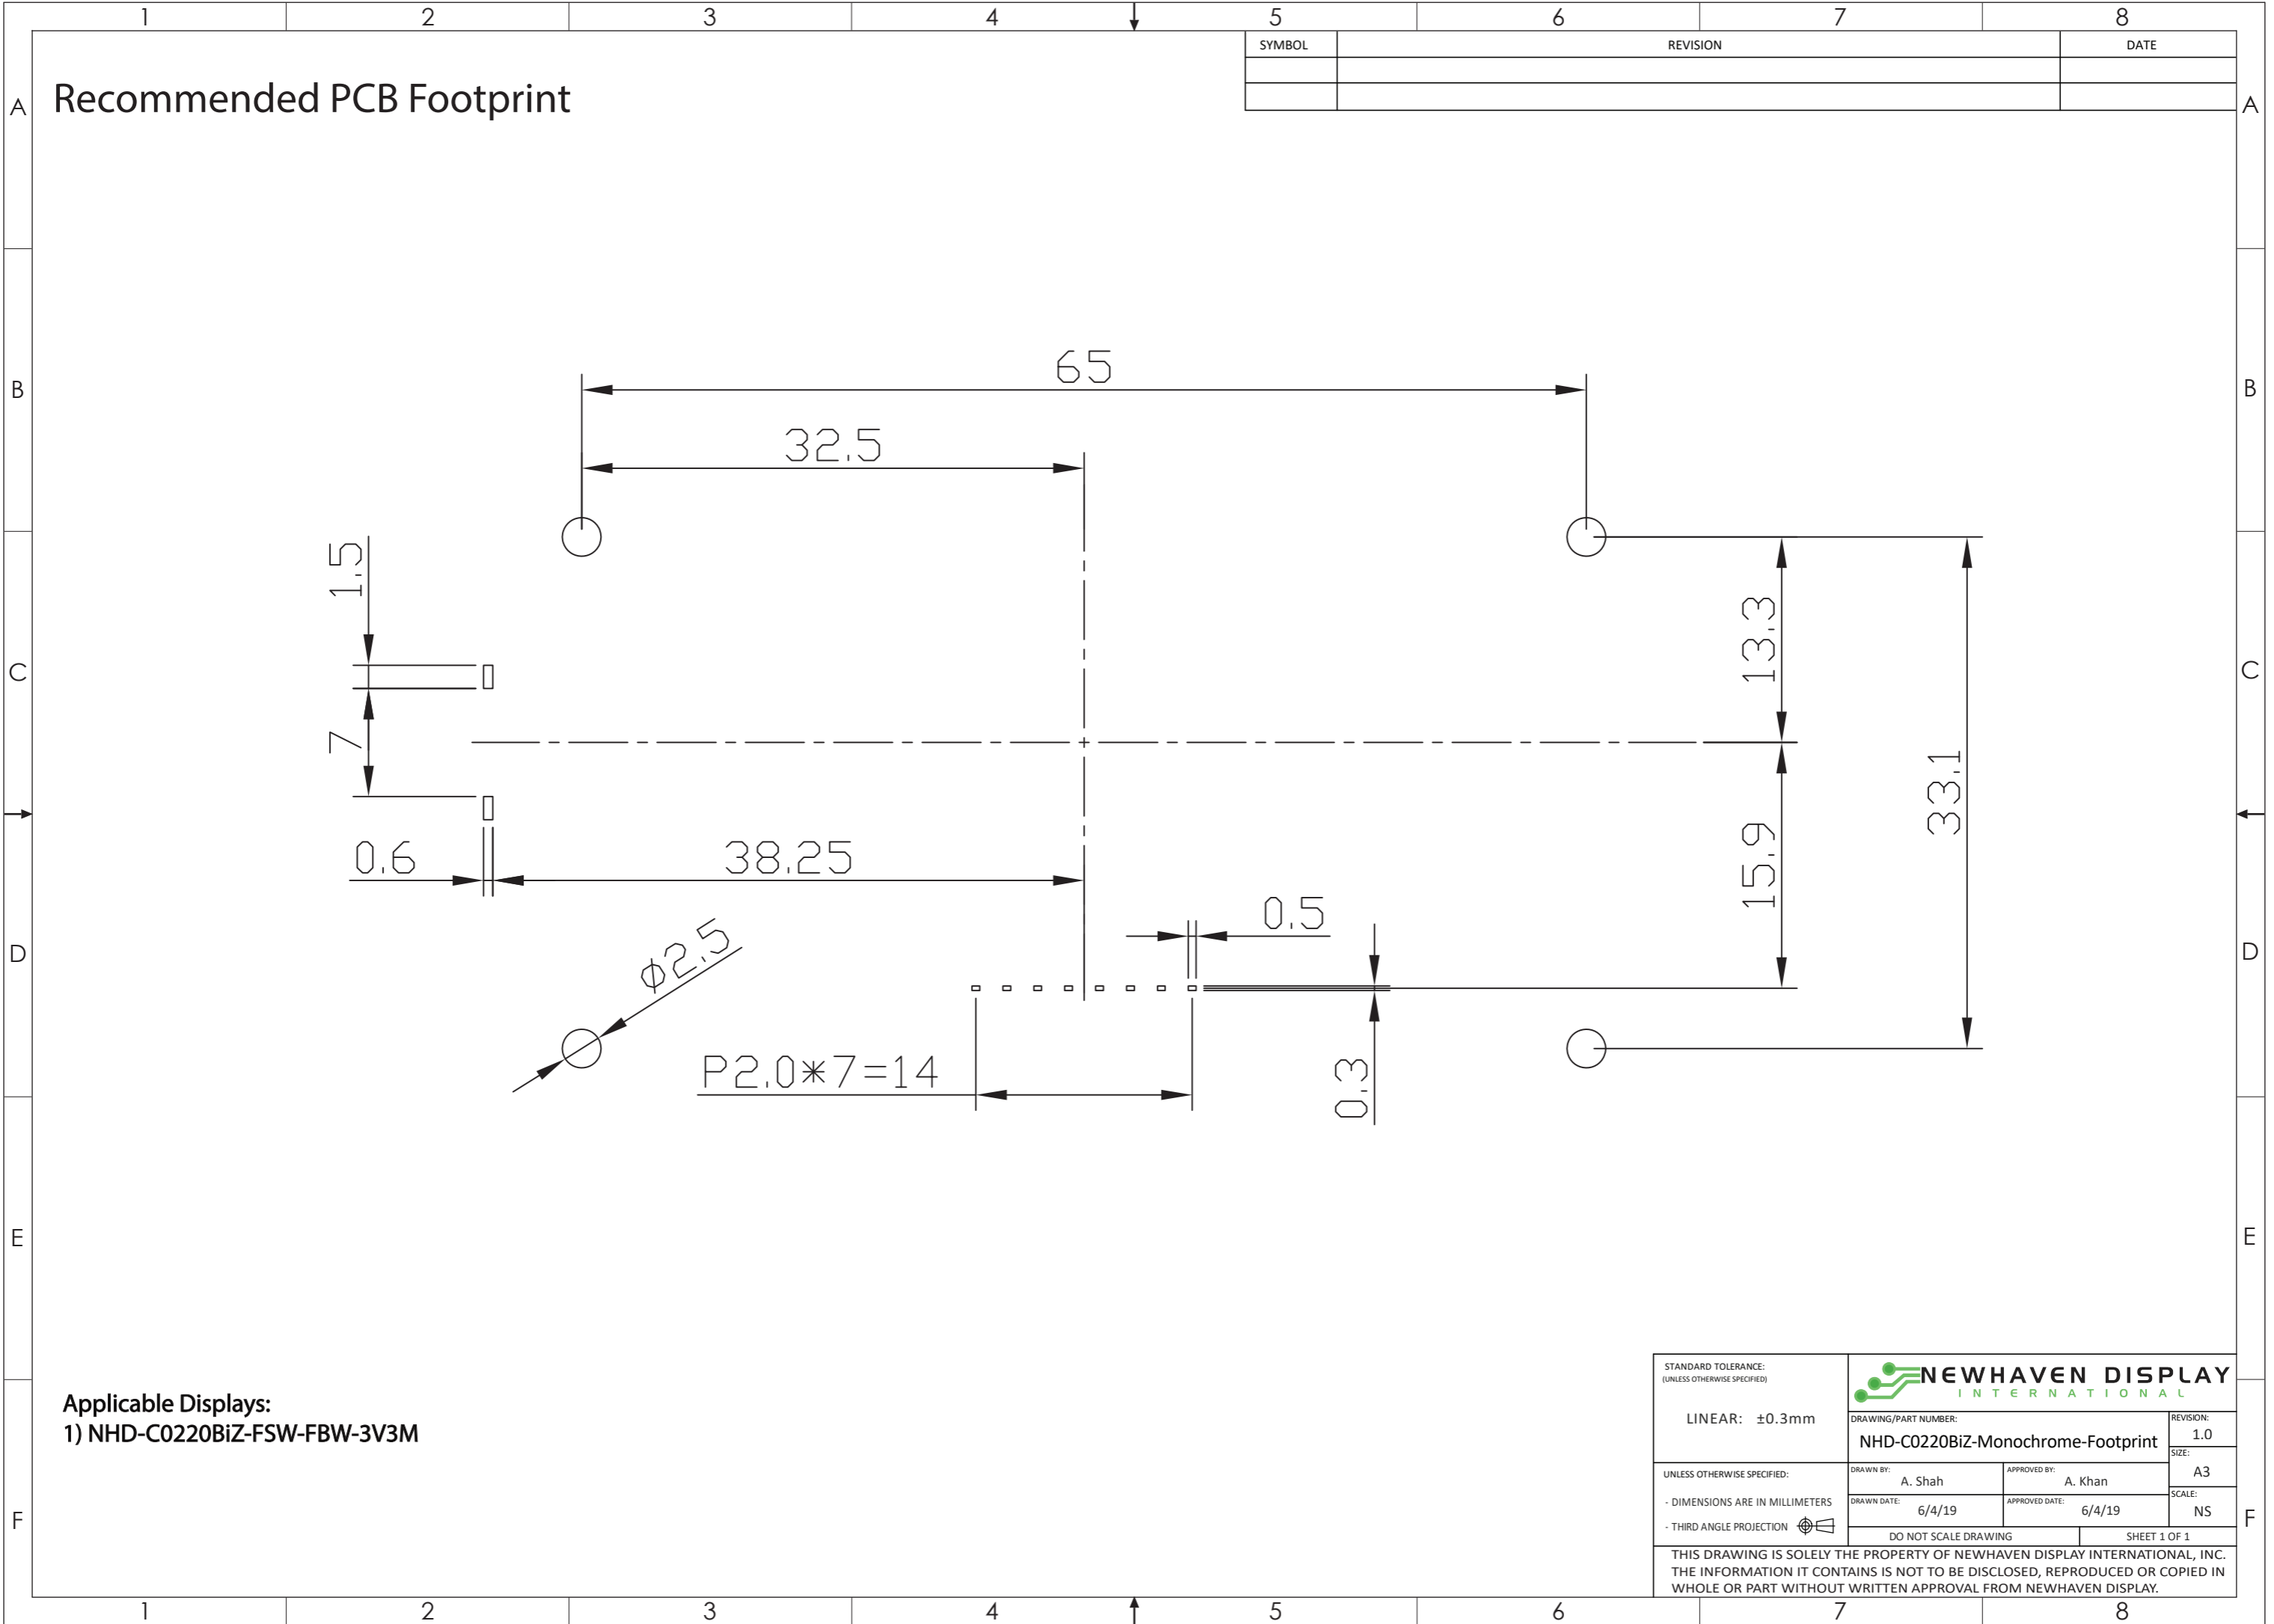 1 2 3 4 5 6 7 8
SYMBOL REVISION DATE
A A
Recommended PCB Footprint
B B
65
32.5
C C
1.5
13.3
7
33.1
15.9
0.6
38.25
0.5
D D
Ø2.5
P2.0*7=14
0.3
E E
Applicable Displays:
1) NHD-C0220BiZ-FSW-FBW-3V3M
STANDARD TOLERANCE:
(UNLESS OTHERWISE SPECIFIED)
LINEAR: ±0.3mm
NEWHAVEN DISPLAY
INTERNATIONAL
DRAWING/PART NUMBER:
NHD-C0220BiZ-Monochrome-Footprint
REVISION:
1.0
SIZE:
A3
UNLESS OTHERWISE SPECIFIED:
- DIMENSIONS ARE IN MILLIMETERS
- THIRD ANGLE PROJECTION
DRAWN BY:
A. Shah
APPROVED BY:
A. Khan
DRAWN DATE:
6/4/19
APPROVED DATE:
6/4/19
SCALE:
NS
DO NOT SCALE DRAWING
SHEET 1 OF 1
F F
THIS DRAWING IS SOLELY THE PROPERTY OF NEWHAVEN DISPLAY INTERNATIONAL, INC.
THE INFORMATION IT CONTAINS IS NOT TO BE DISCLOSED, REPRODUCED OR COPIED IN
WHOLE OR PART WITHOUT WRITTEN APPROVAL FROM NEWHAVEN DISPLAY.
1 2 3 4 5 6 7 8